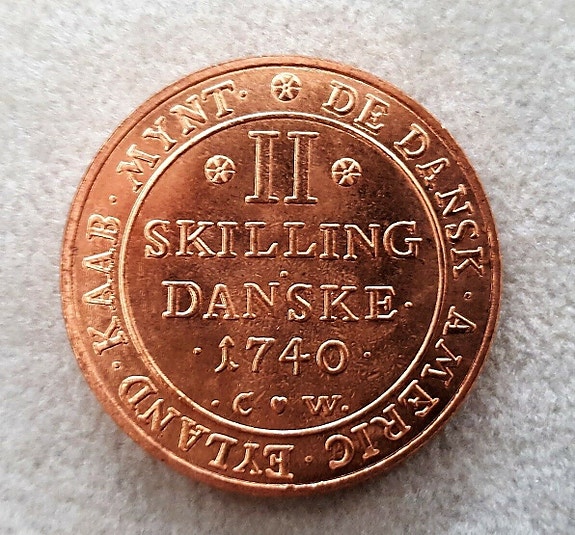 DE DANSK · AMERIC · EYLAND · KAAB · MYNT ·
II
SKILLING
DANSKE ·
· 1740 ·
· C ♥ W.